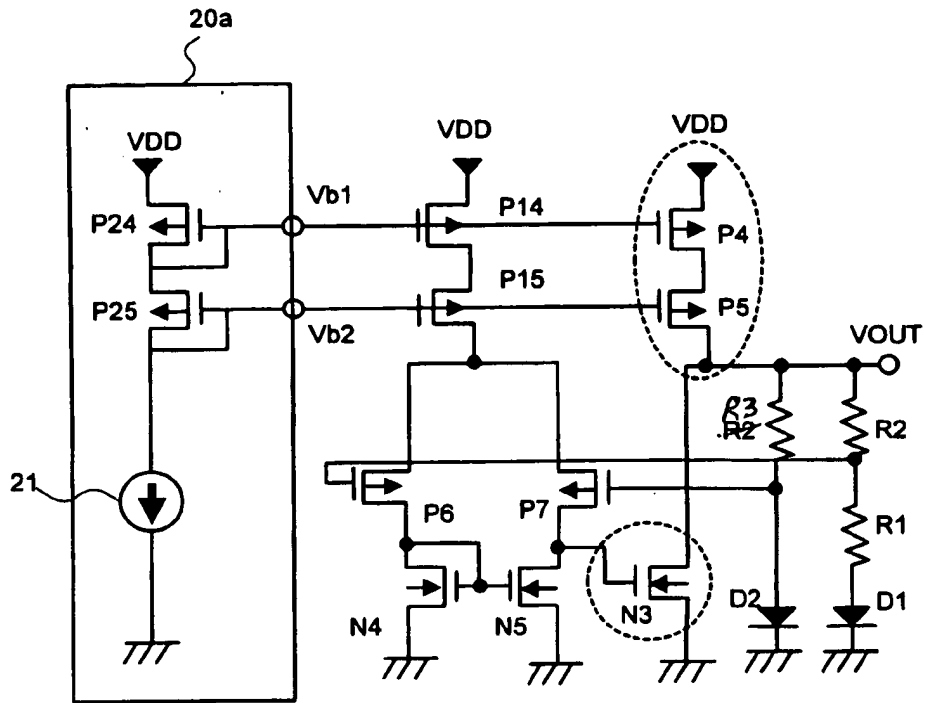 20a
VDD
VDD
VDD
Vb1
P24
P14
P4
P25
P15
P5
Vb2
VOUT
R3
R2
R2
21
P6
P7
R1
N4
N5
N3
D2
D1